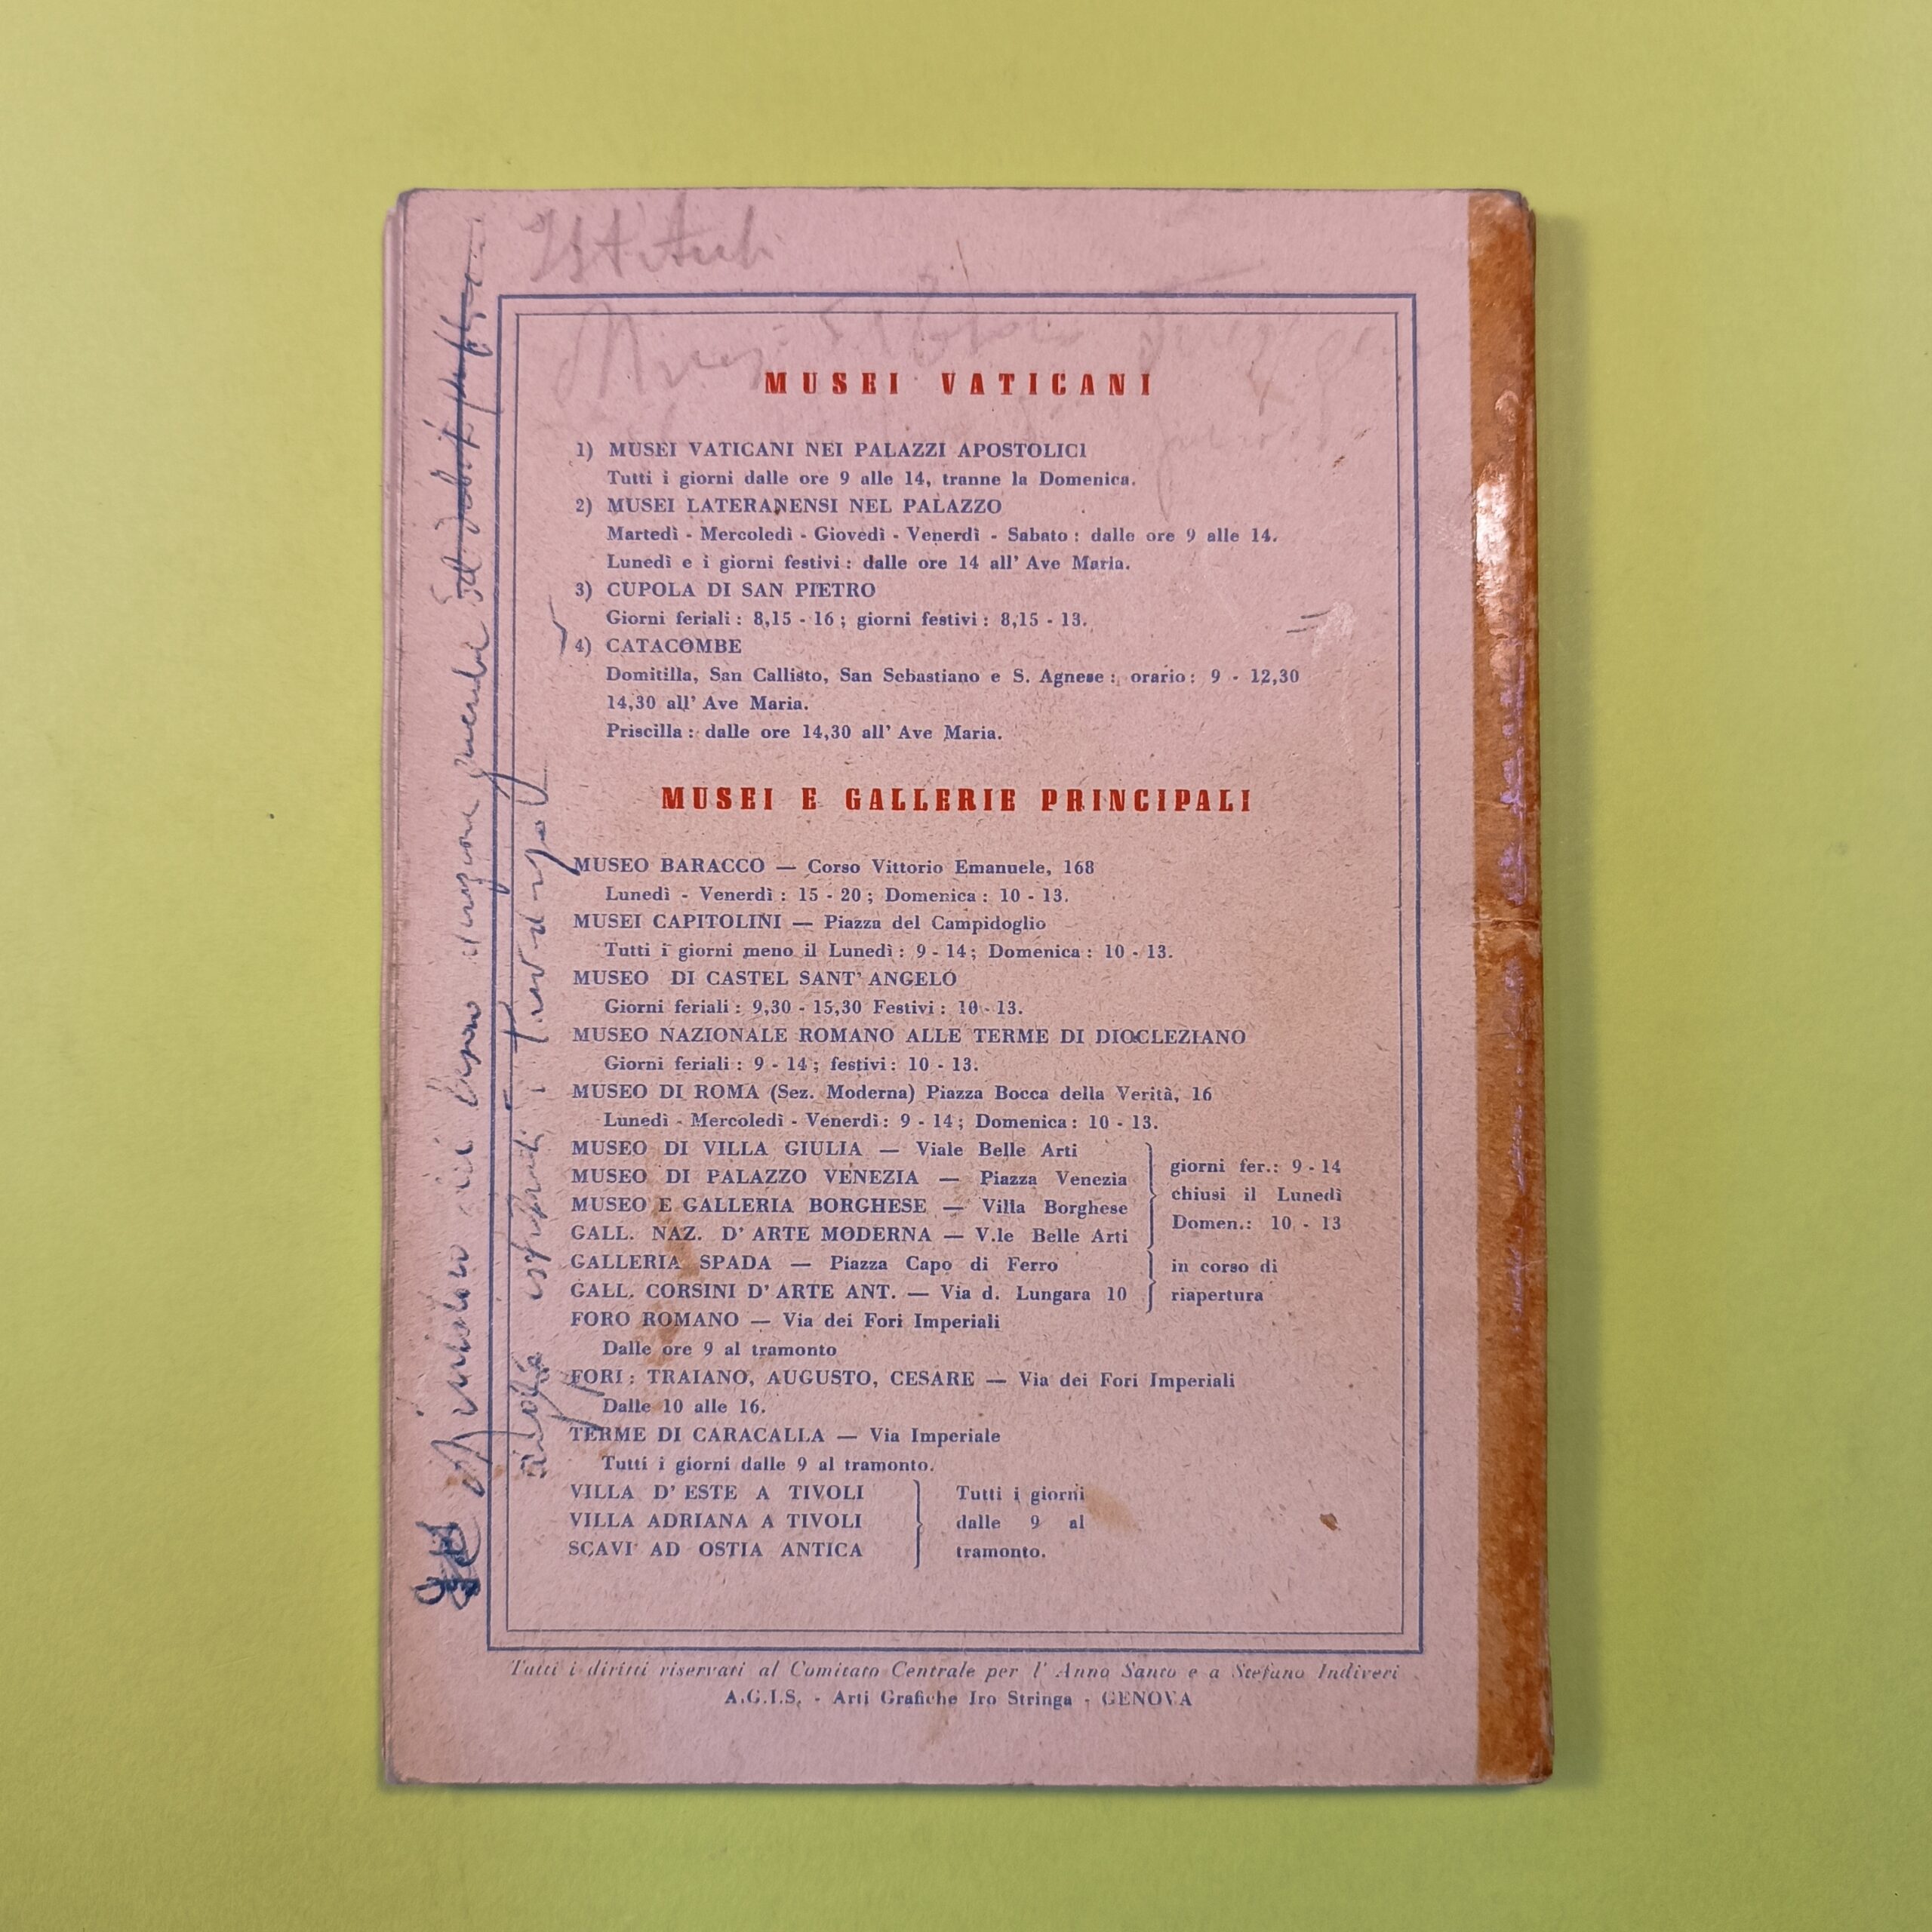 MUSEI VATICANI
1) MUSEI VATICANI NEI PALAZZI APOSTOLICI
Tutti i giorni dalle ore 9 alle 14, tranne la Domenica.
2) MUSEI LATERANENSI NEL PALAZZO
Martedì - Mercoledì - Giovedì - Venerdì - Sabato : dalle ore 9 alle 14.
Lunedì e i giorni festivi : dalle ore 14 all' Ave Maria.
3) CUPOLA DI SAN PIETRO
Giorni feriali : 8,15 - 16 ; giorni festivi : 8,15 - 13.
4) CATACOMBE
Domitilla, San Callisto, San Sebastiano e S. Agnese : orario : 9 - 12,30
14,30 all' Ave Maria.
Priscilla : dalle ore 14,30 all' Ave Maria.
MUSEI E GALLERIE PRINCIPALI
MUSEO BARACCO — Corso Vittorio Emanuele, 168
Lunedì - Venerdì : 15 - 20 ; Domenica : 10 - 13.
MUSEI CAPITOLINI — Piazza del Campidoglio
Tutti i giorni meno il Lunedì : 9 - 14 ; Domenica : 10 - 13.
MUSEO DI CASTEL SANT' ANGELO
Giorni feriali : 9,30 - 15,30 Festivi : 10 - 13.
MUSEO NAZIONALE ROMANO ALLE TERME DI DIOCLEZIANO
Giorni feriali : 9 - 14 ; festivi : 10 - 13.
MUSEO DI ROMA (Sez. Moderna) Piazza Bocca della Verità, 16
Lunedì - Mercoledì - Venerdì : 9 - 14 ; Domenica : 10 - 13.
MUSEO DI VILLA GIULIA — Viale Belle Arti
MUSEO DI PALAZZO VENEZIA — Piazza Venezia
MUSEO E GALLERIA BORGHESE — Villa Borghese
GALL. NAZ. D' ARTE MODERNA — V.le Belle Arti
giorni fer.: 9 - 14
chiusi il Lunedì
Domen.: 10 - 13
GALLERIA SPADA — Piazza Capo di Ferro
GALL. CORSINI D' ARTE ANT. — Via d. Lungara 10
in corso di
riapertura
FORO ROMANO — Via dei Fori Imperiali
Dalle ore 9 al tramonto
FORI : TRAIANO, AUGUSTO, CESARE — Via dei Fori Imperiali
Dalle 10 alle 16.
TERME DI CARACALLA — Via Imperiale
Tutti i giorni dalle 9 al tramonto.
VILLA D' ESTE A TIVOLI
VILLA ADRIANA A TIVOLI
SCAVI AD OSTIA ANTICA
Tutti i giorni
dalle 9 al
tramonto.
Tutti i diritti riservati al Comitato Centrale per l' Anno Santo e a Stefano Indiveri
A.G.I.S. - Arti Grafiche Iro Stringa - GENOVA